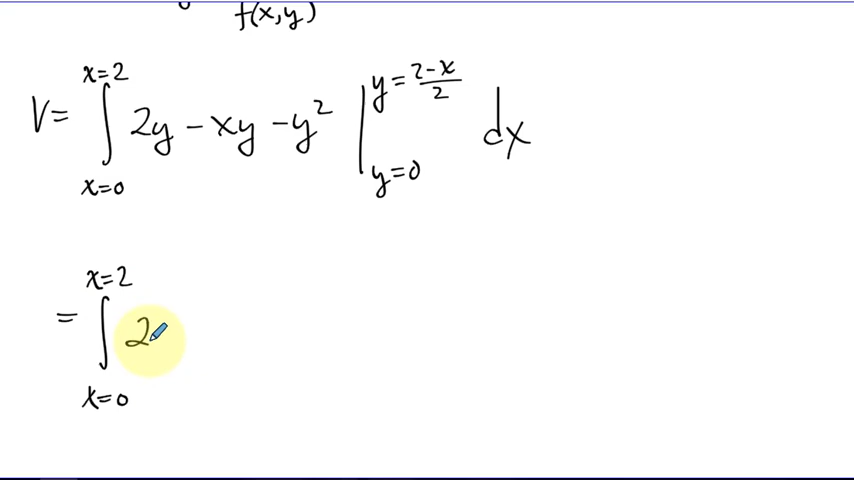 f(x,y)
x=2
V= ∫ 2y - xy - y² | y= 2-x/2 dx
x=0 y=0
x=2
= ∫ 2
x=0